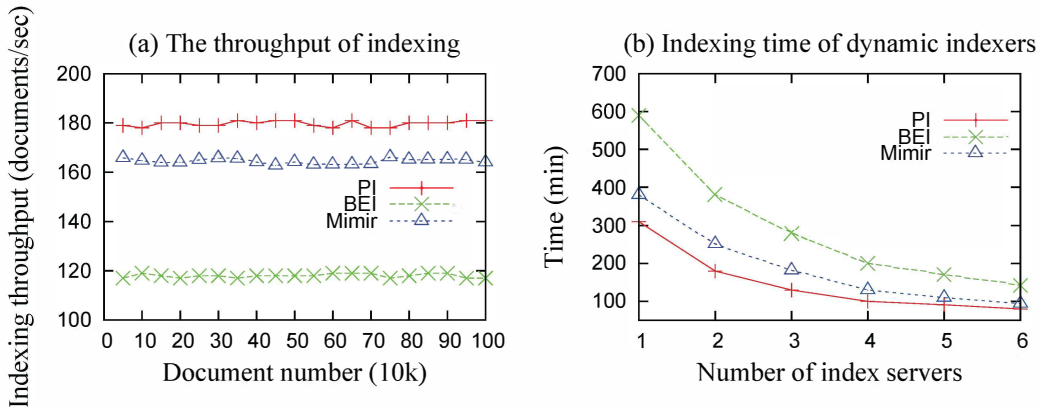 (a) The throughput of indexing
Indexing throughput (documents/sec)
200
180
160
140
120
100
PI
BEI
Mimir
0 10 20 30 40 50 60 70 80 90 100
Document number (10k)
(b) Indexing time of dynamic indexers
Time (min)
700
600
500
400
300
200
100
PI
BEI
Mimir
1 2 3 4 5 6
Number of index servers